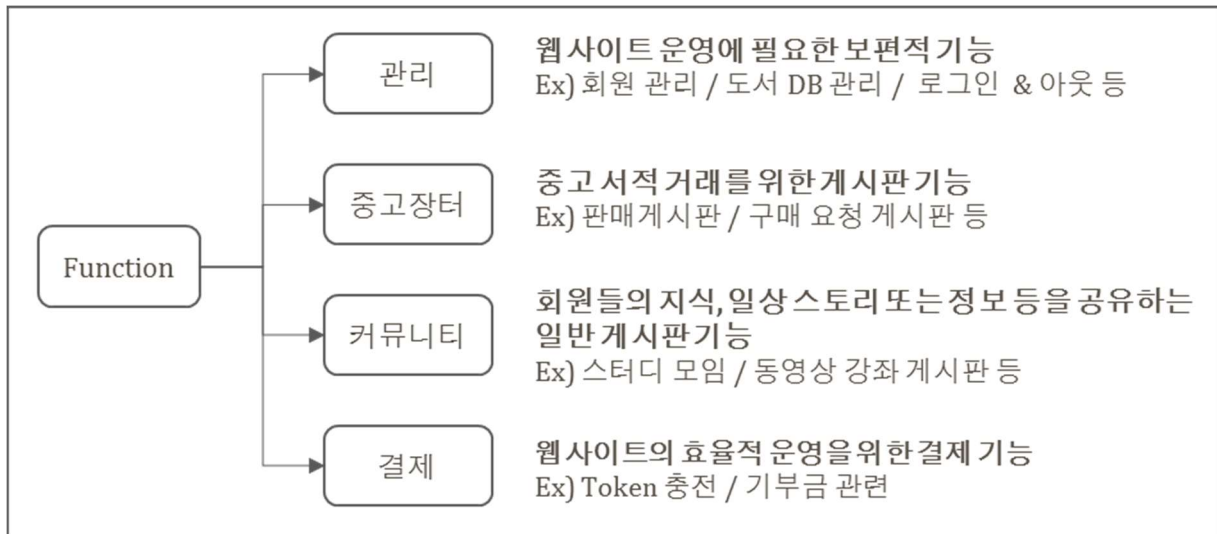 관리
웹 사이트 운영에 필요한 보편적 기능
Ex) 회원 관리 / 도서 DB 관리 / 로그인 & 아웃 등
중고장터
중고 서적 거래를 위한 게시판 기능
Ex) 판매게시판 / 구매 요청 게시판 등
Function
커뮤니티
회원들의 지식, 일상 스토리 또는 정보 등을 공유하는
일반 게시판 기능
Ex) 스터디 모임 / 동영상 강좌 게시판 등
결제
웹 사이트의 효율적 운영을 위한 결제 기능
Ex) Token 충전 / 기부금 관련